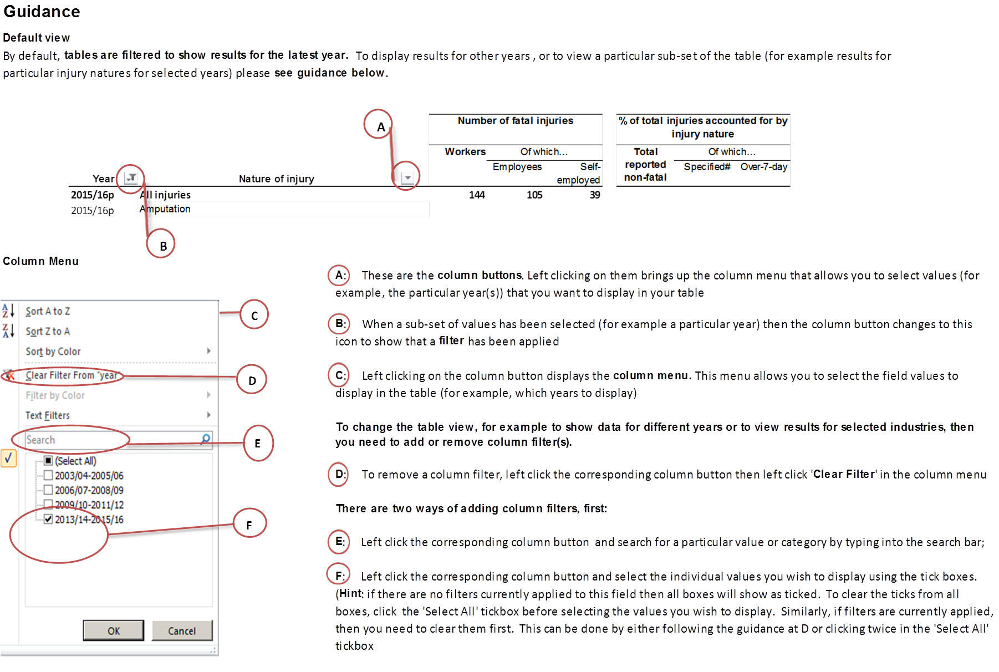 Guidance
Default view
By default, tables are filtered to show results for the latest year. To display results for other years , or to view a particular sub-set of the table (for example results for
particular injury natures for selected years) please see guidance below.
A
Number of fatal injuries
% of total injuries accounted for by
injury nature
Workers
Of which...
Total
reported
non-fatal
Of which...
Employees
Self-
employed
Specified#
Over-7-day
Year
Nature of injury
2015/16p All injuries 144 105 39
2015/16p Amputation
B
Column Menu
Sort A to Z
Sort Z to A
Sort by Color
Clear Filter From "year"
Filter by Color
Text Filters
Search
(Select All)
2003/04-2005/06
2006/07-2008/09
2009/10-2011/12
2013/14-2015/16
OK
Cancel
C
D
E
F
A: These are the column buttons. Left clicking on them brings up the column menu that allows you to select values (for
example, the particular year(s)) that you want to display in your table
B: When a sub-set of values has been selected (for example a particular year) then the column button changes to this
icon to show that a filter has been applied
C: Left clicking on the column button displays the column menu. This menu allows you to select the field values to
display in the table (for example, which years to display)
To change the table view, for example to show data for different years or to view results for selected industries, then
you need to add or remove column filter(s).
D: To remove a column filter, left click the corresponding column button then left click 'Clear Filter' in the column menu
There are two ways of adding column filters, first:
E: Left click the corresponding column button and search for a particular value or category by typing into the search bar;
F: Left click the corresponding column button and select the individual values you wish to display using the tick boxes.
(Hint: if there are no filters currently applied to this field then all boxes will show as ticked. To clear the ticks from all
boxes, click the 'Select All' tickbox before selecting the values you wish to display. Similarly, if filters are currently applied,
then you need to clear them first. This can be done by either following the guidance at D or clicking twice in the 'Select All'
tickbox